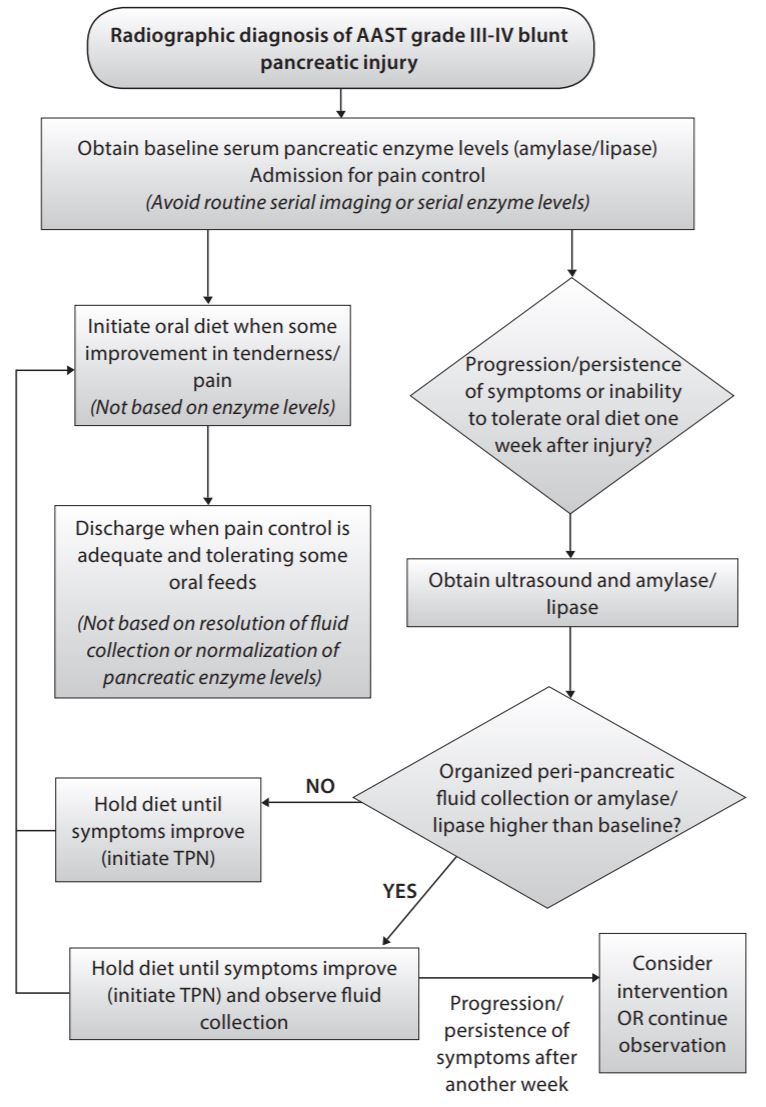 Radiographic diagnosis of AAST grade III-IV blunt
pancreatic injury
Obtain baseline serum pancreatic enzyme levels (amylase/lipase)
Admission for pain control
(Avoid routine serial imaging or serial enzyme levels)
Initiate oral diet when some
improvement in tenderness/
pain
(Not based on enzyme levels)
Progression/persistence
of symptoms or inability
to tolerate oral diet one
week after injury?
Discharge when pain control is
adequate and tolerating some
oral feeds
(Not based on resolution of fluid
collection or normalization of
pancreatic enzyme levels)
Obtain ultrasound and amylase/
lipase
Organized peri-pancreatic
fluid collection or amylase/
lipase higher than baseline?
NO
Hold diet until
symptoms improve
(initiate TPN)
YES
Hold diet until symptoms improve
(initiate TPN) and observe fluid
collection
Progression/
persistence of
symptoms after
another week
Consider
intervention
OR continue
observation